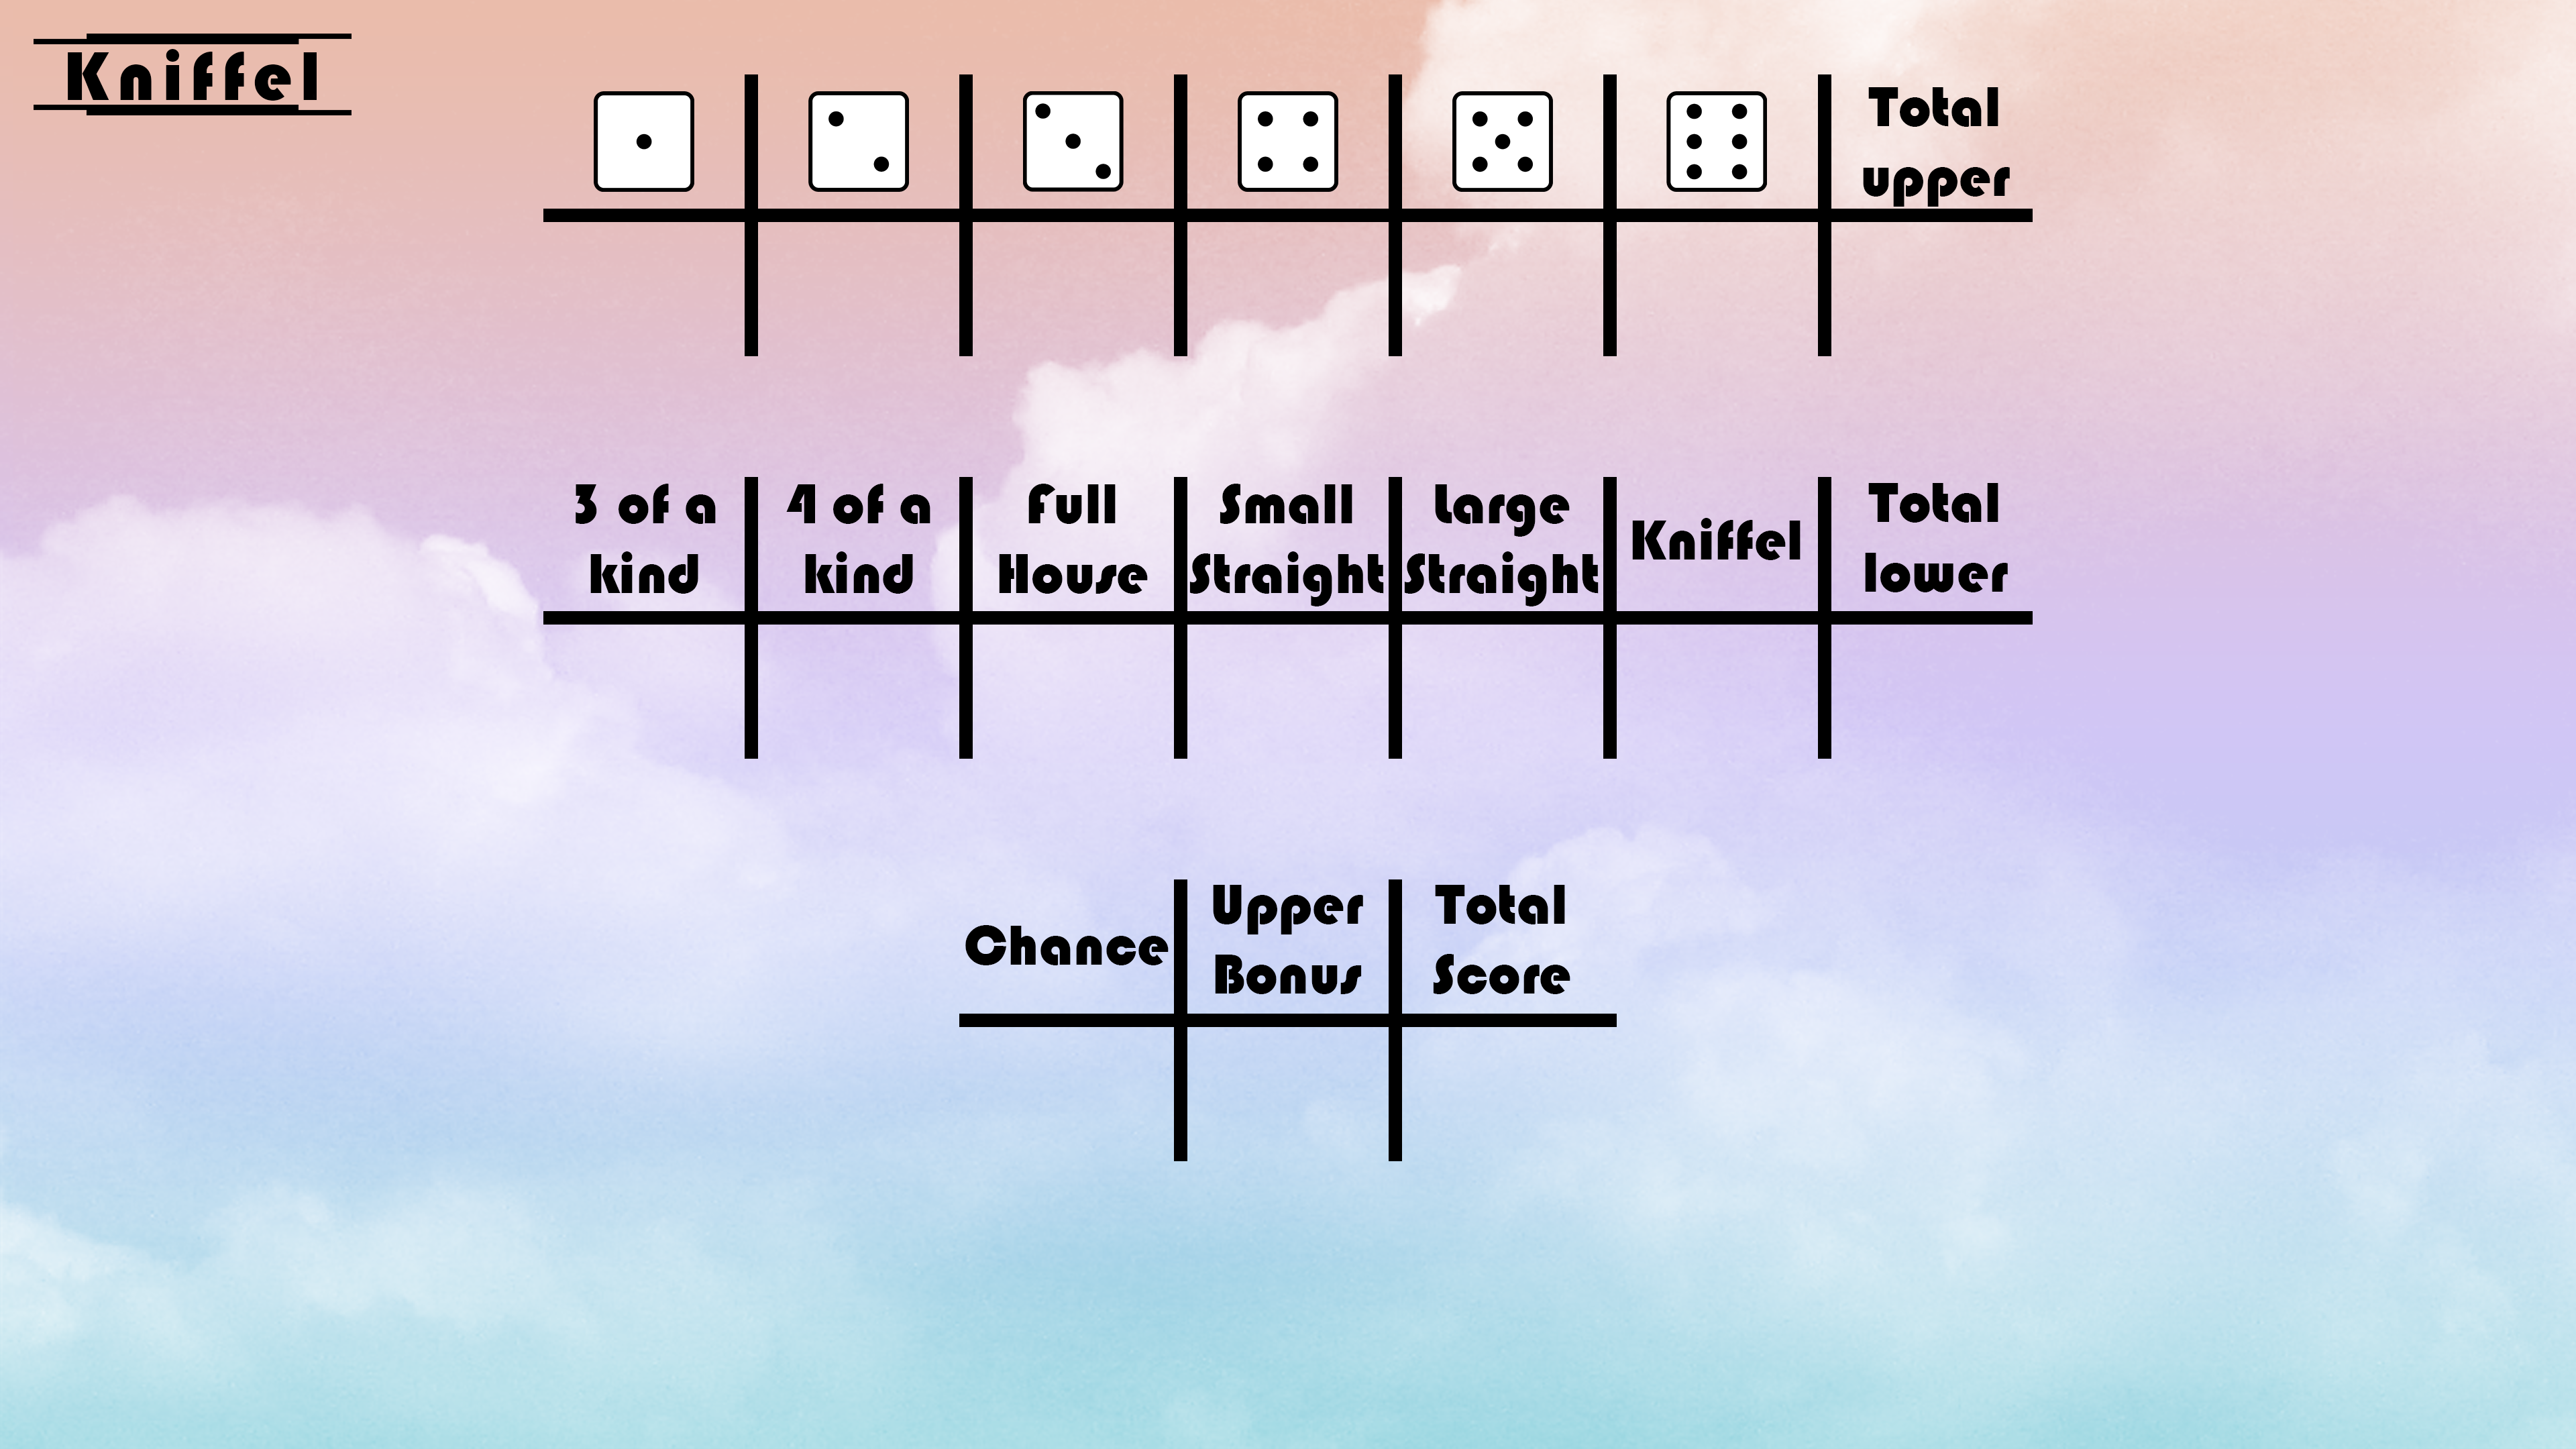 Kniffel
Total
upper
3 of a
kind
4 of a
kind
Full
House
Small
Straight
Large
Straight
Kniffel
Total
lower
Chance
Upper
Bonus
Total
Score